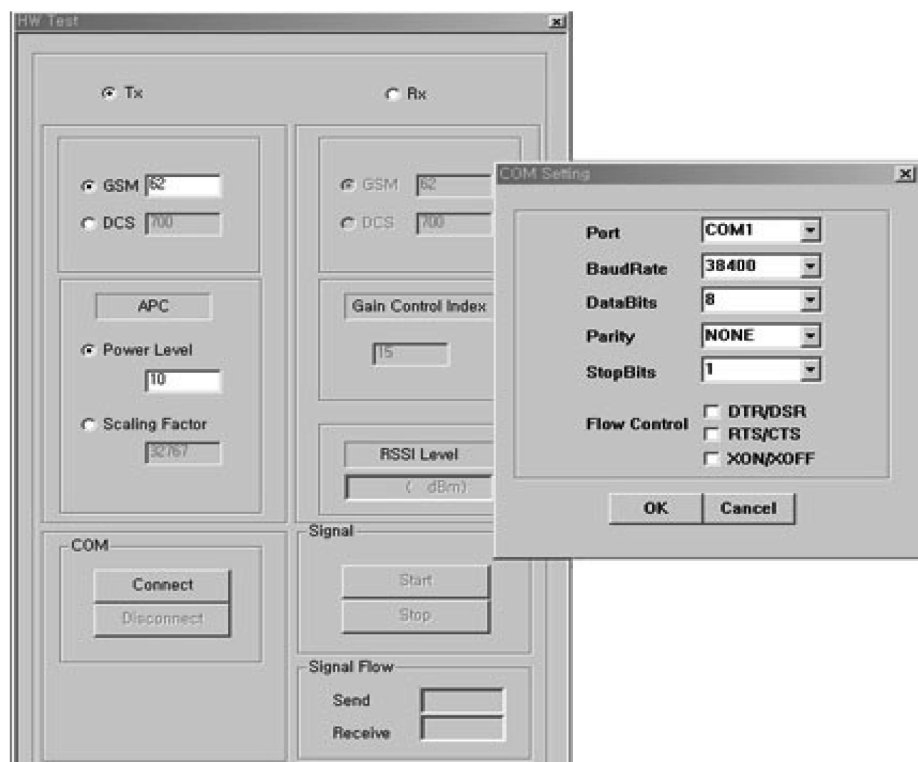 HW Test
Tx
Rx
GSM 62
DCS 700
GSM 62
DCS 700
APC
Power Level
10
Scaling Factor
32767
Gain Control Index
15
RSSI Level
( dBm)
COM
Connect
Disconnect
Signal
Start
Stop
Signal Flow
Send
Receive
COM Setting
Port COM1
BaudRate 38400
DataBits 8
Parity NONE
StopBits 1
Flow Control
DTR/DSR
RTS/CTS
XON/XOFF
OK Cancel